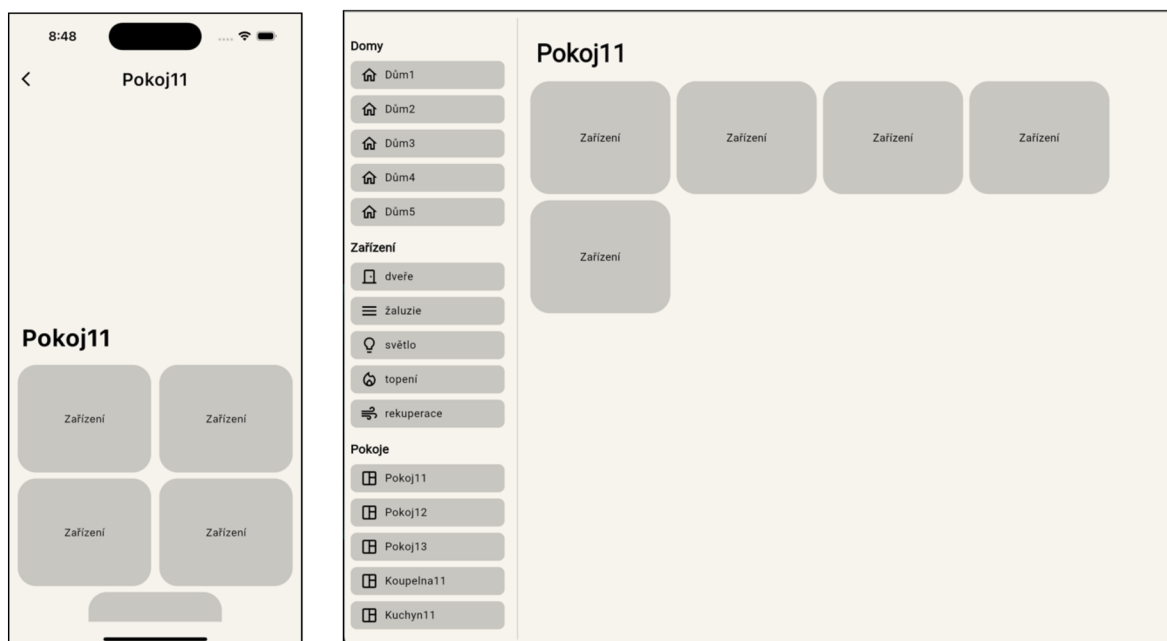 8:48
Pokoj11
Pokoj11
Zařízení
Zařízení
Zařízení
Zařízení
Domy
Dům1
Dům2
Dům3
Dům4
Dům5
Zařízení
dveře
žaluzie
světlo
topení
rekuperace
Pokoje
Pokoj11
Pokoj12
Pokoj13
Koupelna11
Kuchyn11
Pokoj11
Zařízení
Zařízení
Zařízení
Zařízení
Zařízení